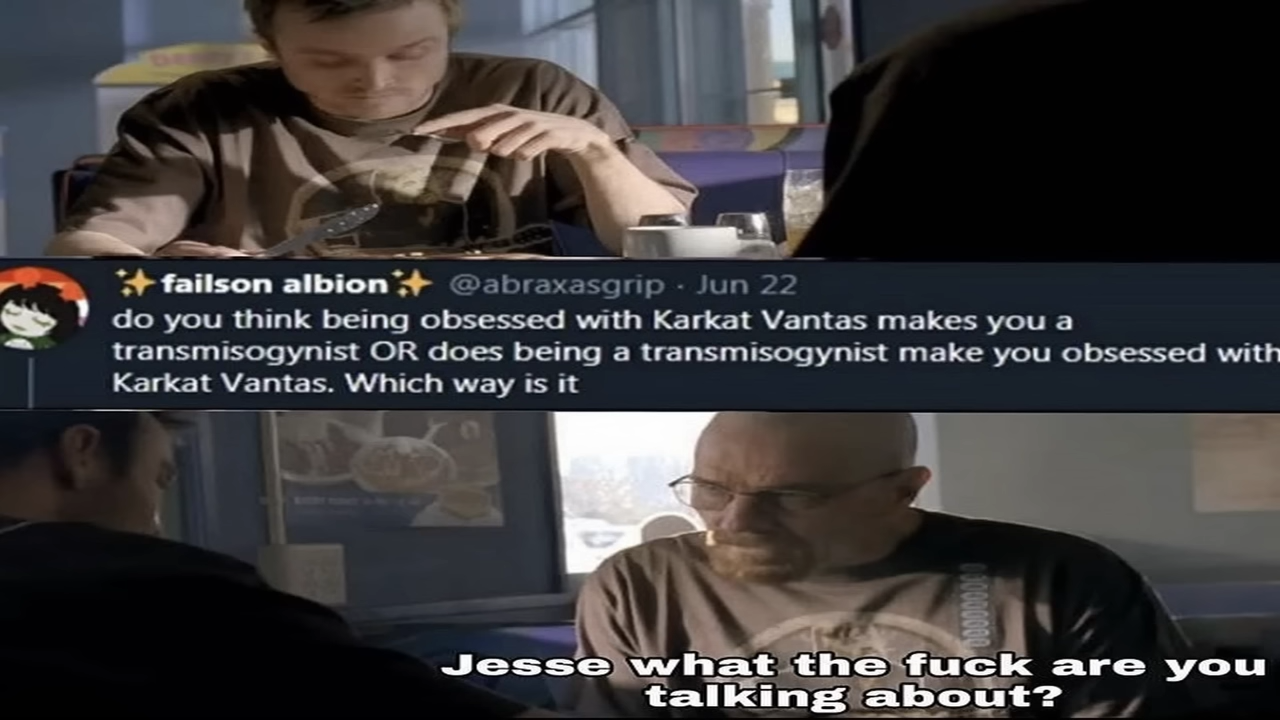 ✨failson albion✨ @abraxasgrip · Jun 22
do you think being obsessed with Karkat Vantas makes you a
transmisogynist OR does being a transmisogynist make you obsessed with
Karkat Vantas. Which way is it
Jesse what the fuck are you
talking about?